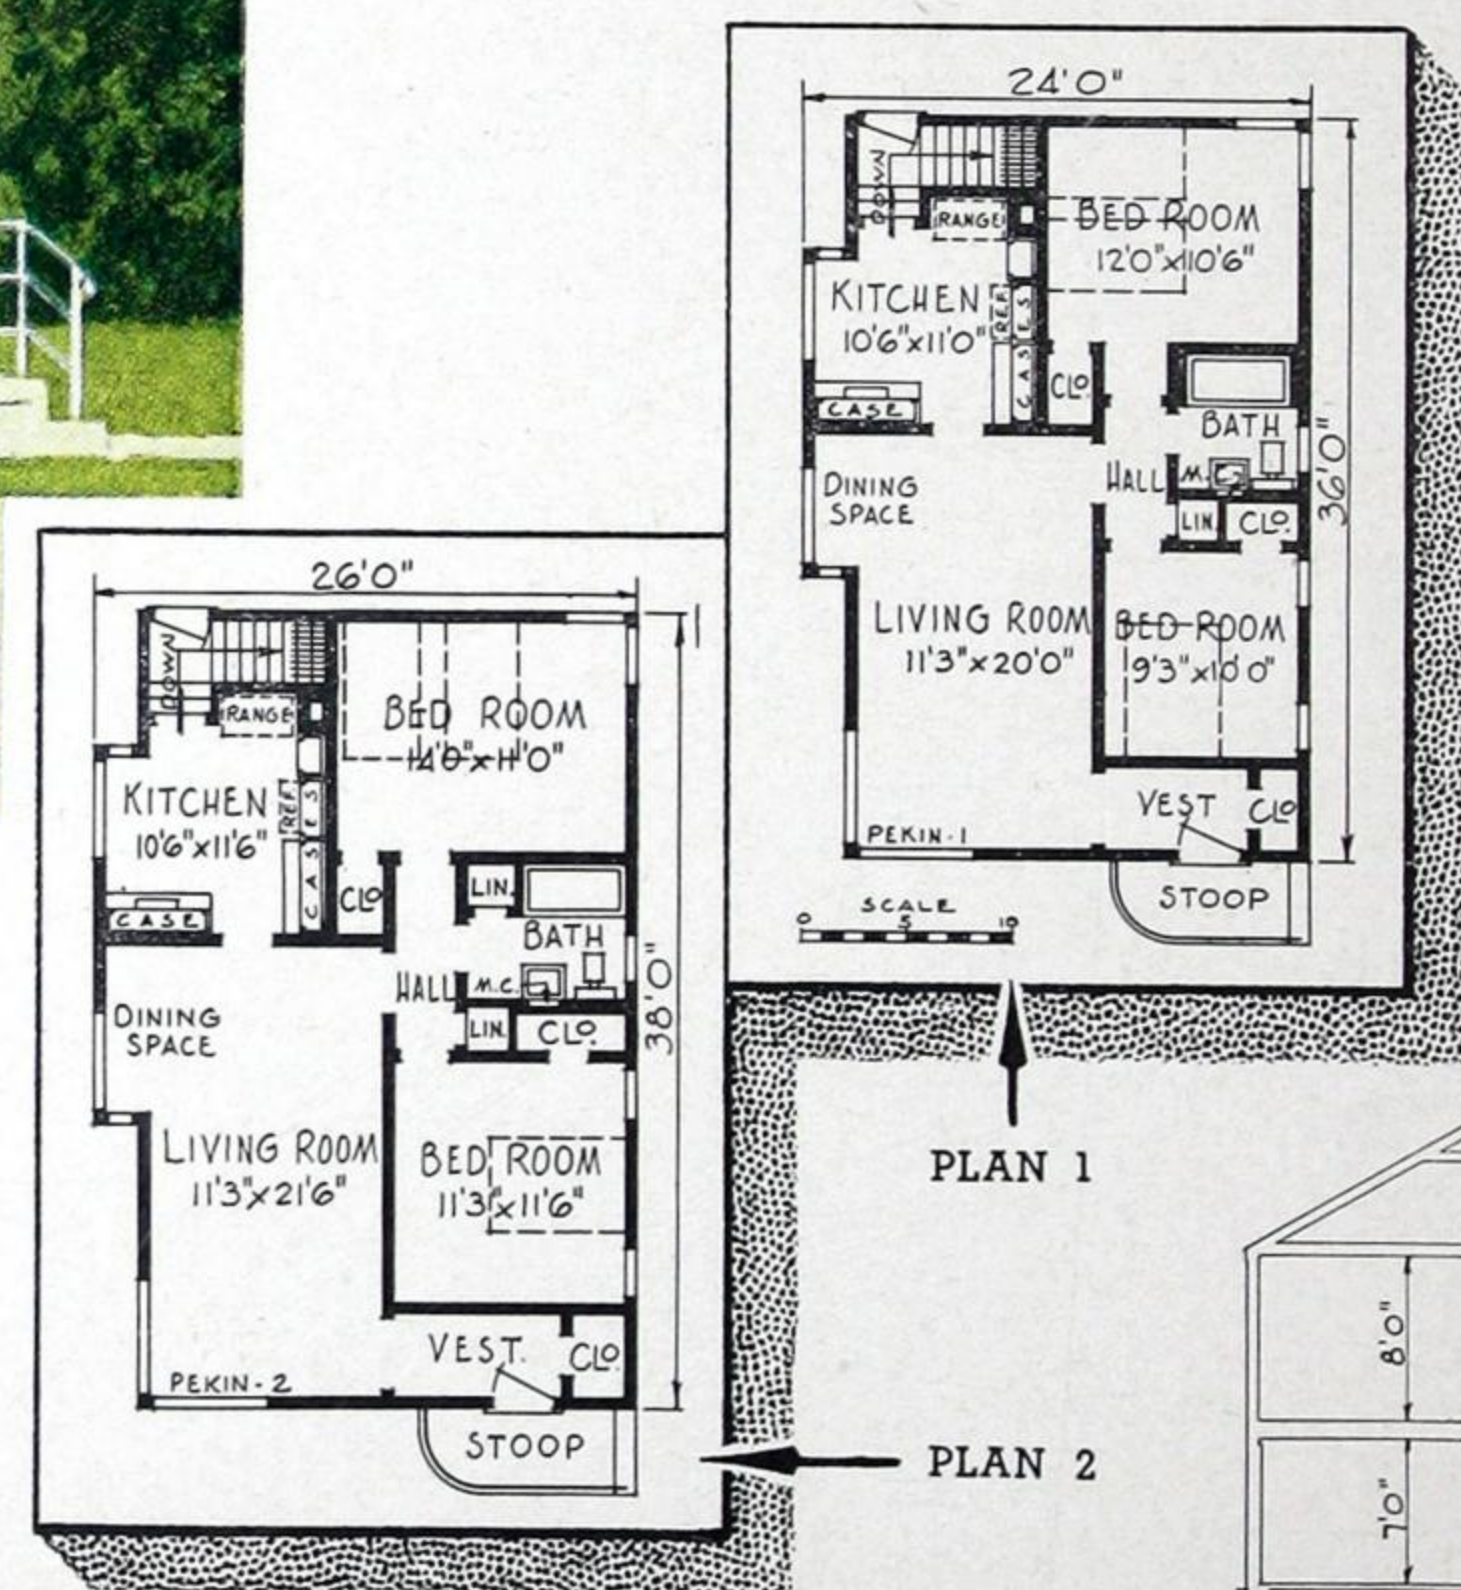 24'0"
DOWN
RANGE
BED ROOM
12'0"x10'6"
KITCHEN
10'6"x11'0"
REF.
CASES
CLO.
CASE
BATH
HALL
M.C.
DINING
SPACE
LIN.
CLO.
36'0"
LIVING ROOM
11'3"x20'0"
BED ROOM
9'3"x10'0"
VEST
CLO
PEKIN-1
STOOP
SCALE
0 5 10
PLAN 1
26'0"
DOWN
RANGE
BED ROOM
14'0"x11'0"
KITCHEN
10'6"x11'6"
REF.
CASES
CLO
LIN.
CASE
BATH
HALL
M.C.
DINING
SPACE
LIN.
CLO.
38'0"
LIVING ROOM
11'3"x21'6"
BED ROOM
11'3"x11'6"
VEST.
CLO.
PEKIN-2
STOOP
PLAN 2
8'0"
7'0"